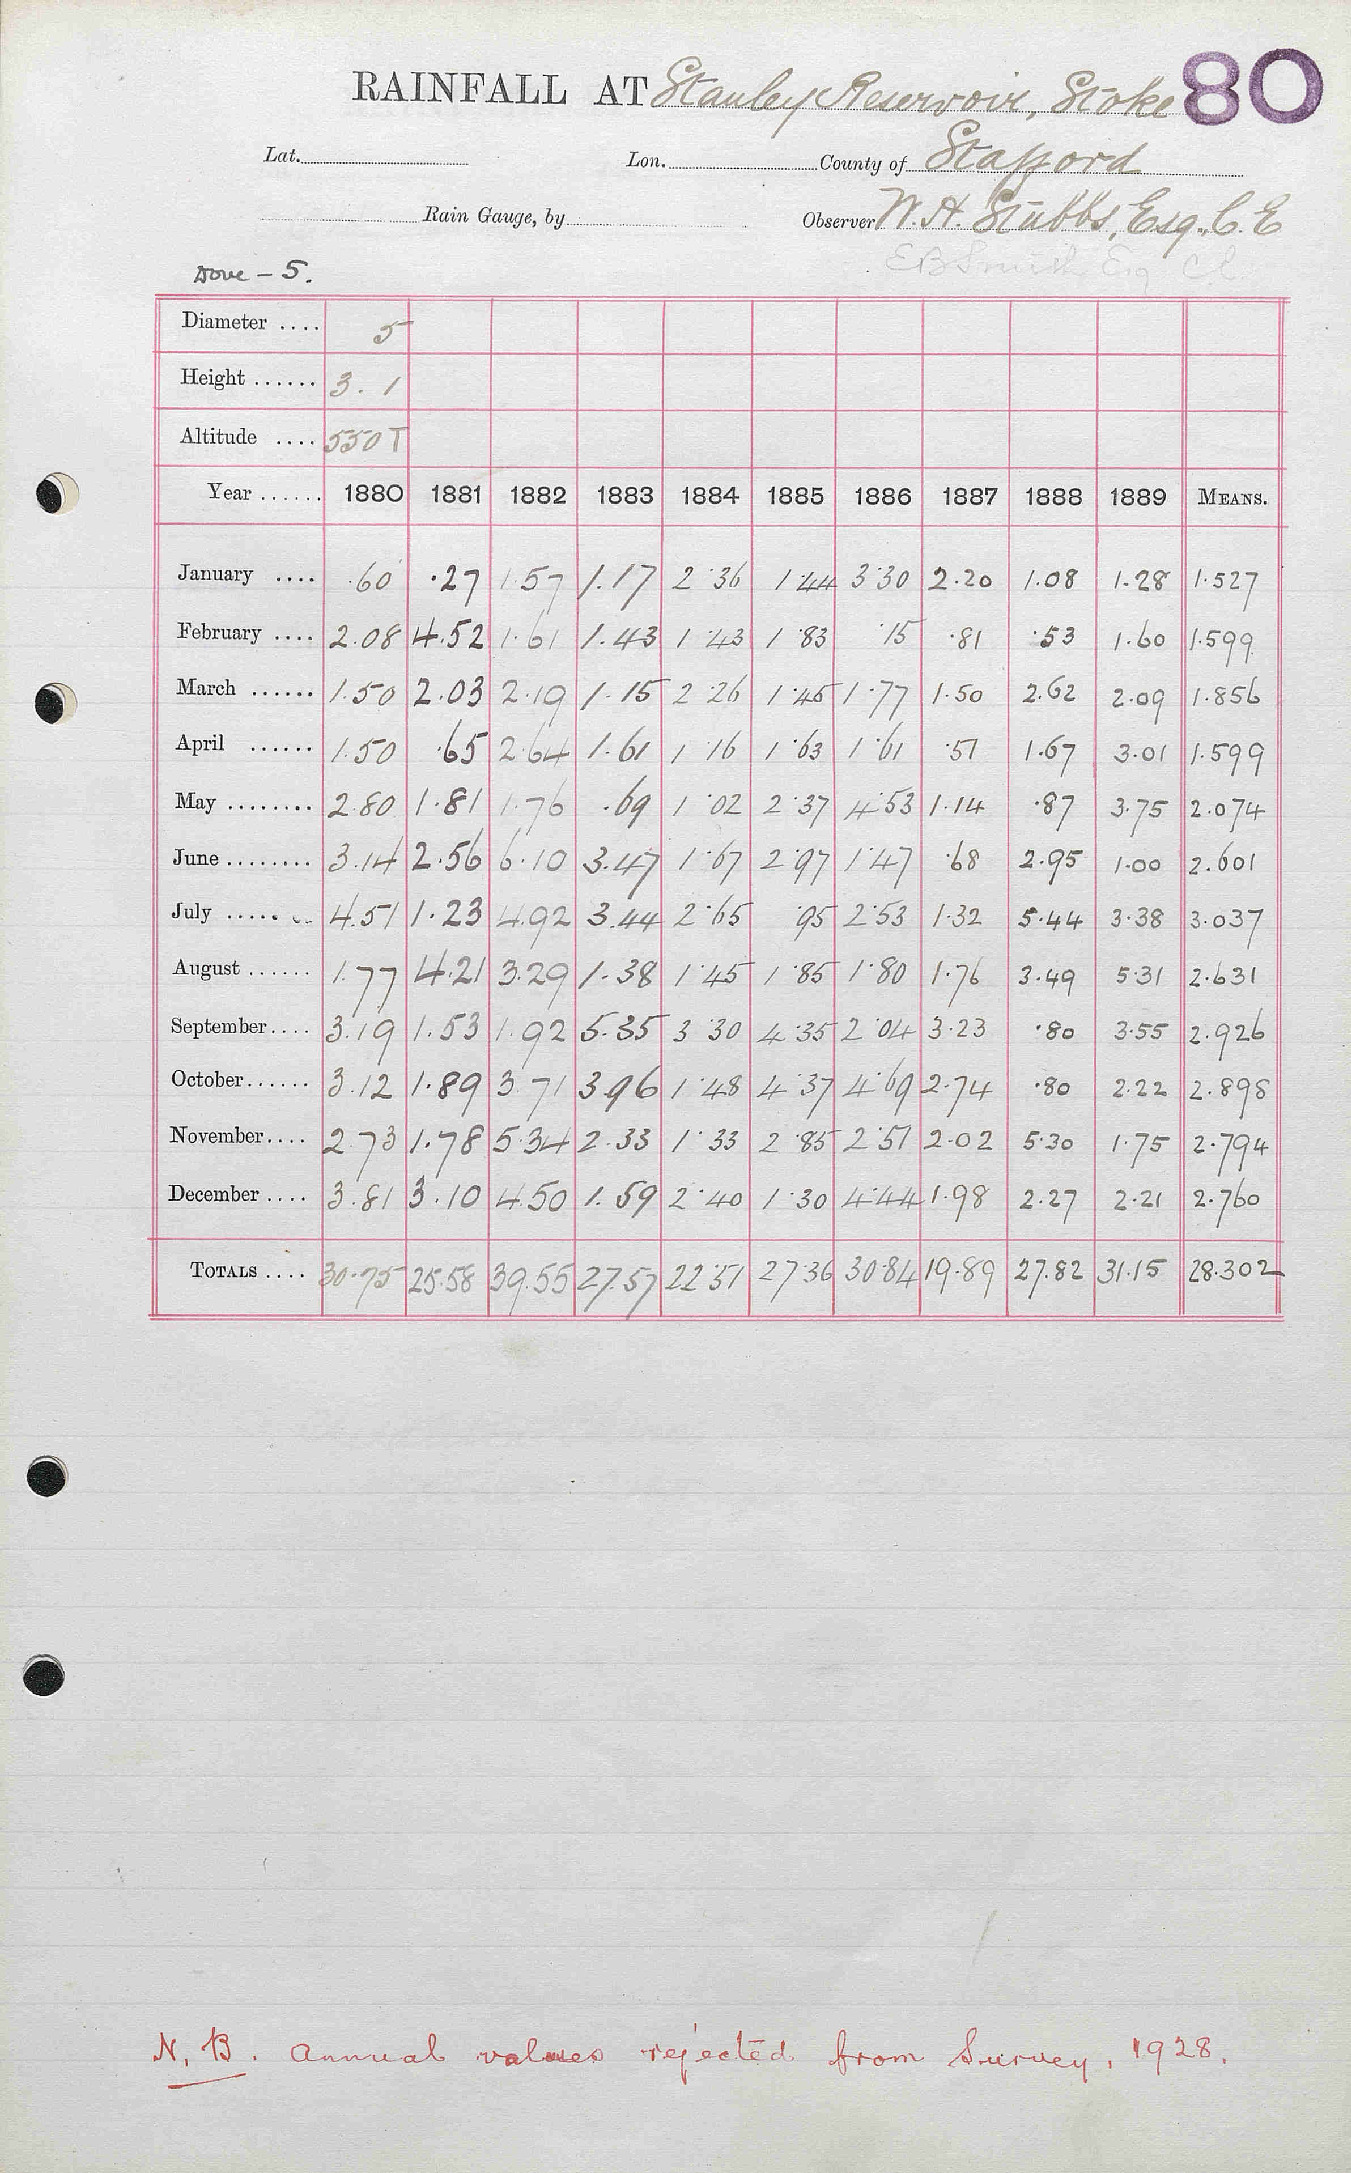 RAINFALL AT Stanley Reservoir, Stoke 80
Lat. Lon. County of Stafford
Rain Gauge, by Observer W. H. Stubbs, Esq., C. E
Dove - 5. E B Smith Esq CE
Diameter .... 5
Height ...... 3. 1
Altitude .... 550 T
Year ...... 1880 1881 1882 1883 1884 1885 1886 1887 1888 1889 MEANS.
January .... .60 .27 1.57 1.17 2.36 1.44 3.30 2.20 1.08 1.28 1.527
February .... 2.08 4.52 1.61 1.43 1.43 1.83 .15 .81 .53 1.60 1.599
March ...... 1.50 2.03 2.19 1.15 2.26 1.45 1.77 1.50 2.62 2.09 1.856
April ...... 1.50 .65 2.64 1.61 1.16 1.63 1.61 .51 1.67 3.01 1.599
May ........ 2.80 1.81 1.76 .69 1.02 2.37 4.53 1.14 .87 3.75 2.074
June ........ 3.14 2.56 6.10 3.47 1.67 2.97 1.47 .68 2.95 1.00 2.601
July ........ 4.51 1.23 4.92 3.44 2.65 .95 2.53 1.32 5.44 3.38 3.037
August ...... 1.77 4.21 3.29 1.38 1.45 1.85 1.80 1.76 3.49 5.31 2.631
September.... 3.19 1.53 1.92 5.35 3.30 4.35 2.04 3.23 .80 3.55 2.926
October...... 3.12 1.89 3.71 3.96 1.48 4.37 4.69 2.74 .80 2.22 2.898
November.... 2.73 1.78 5.34 2.33 1.33 2.85 2.51 2.02 5.30 1.75 2.794
December .... 3.81 3.10 4.50 1.59 2.40 1.30 4.44 1.98 2.27 2.21 2.760
TOTALS .... 30.75 25.58 39.55 27.57 22.51 27.36 30.84 19.89 27.82 31.15 28.302
N. B. Annual values rejected from Survey, 1928.